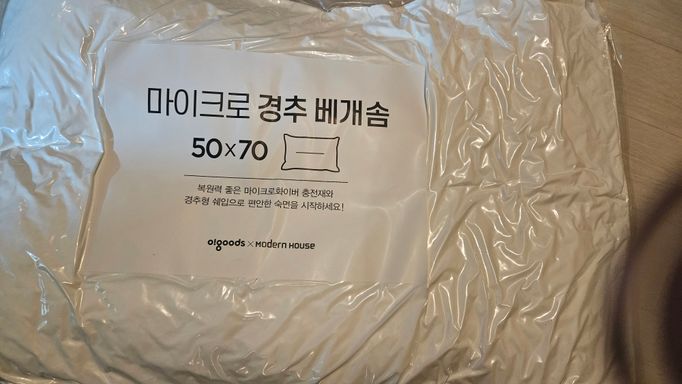 마이크로 경추 베개솜
50×70
복원력 좋은 마이크로화이버 충전재와
경추형 쉐입으로 편안한 숙면을 시작하세요!
oigoods × MODERN HOUSE